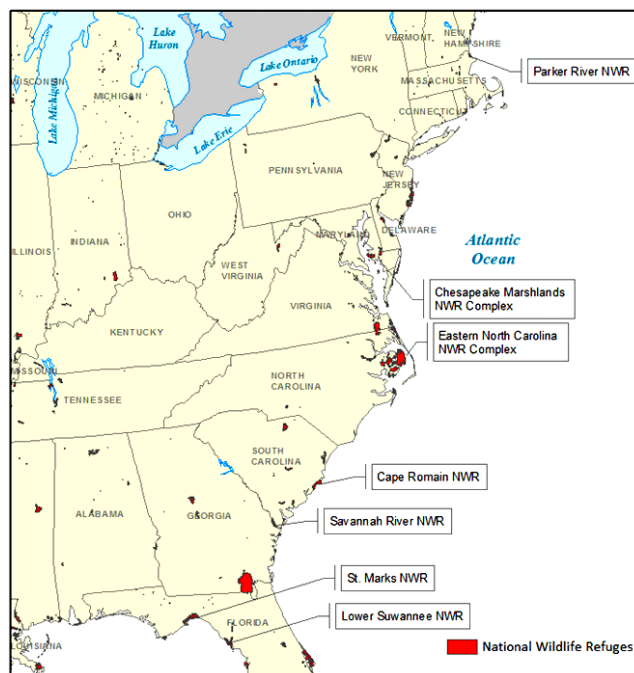 Lake
Huron
Lake Ontario
Lake Michigan
Lake Erie
WISCONSIN
MICHIGAN
VERMONT
NEW
HAMPSHIRE
NEW
YORK
MASSACHUSETTS
CONNECTICUT
Parker River NWR
PENNSYLVANIA
NEW
JERSEY
OHIO
INDIANA
ILLINOIS
MARYLAND
DELAWARE
Atlantic
Ocean
WEST
VIRGINIA
VIRGINIA
Chesapeake Marshlands
NWR Complex
KENTUCKY
Eastern North Carolina
NWR Complex
MISSOURI
NORTH
CAROLINA
TENNESSEE
SOUTH
CAROLINA
Cape Romain NWR
ALABAMA
GEORGIA
Savannah River NWR
St. Marks NWR
FLORIDA
Lower Suwannee NWR
LOUISIANA
National Wildlife Refuges